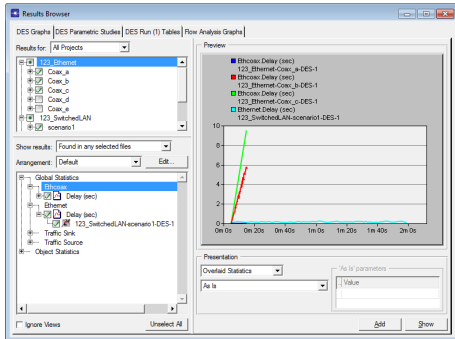 Results Browser
DES Graphs
DES Parametric Studies
DES Run (1) Tables
Row Analysis Graphs
Results for:
All Projects
123_Ethernet
Coax_a
Coax_b
Coax_c
Coax_d
Coax_e
123_SwitchedLAN
scenario1
Show results:
Found in any selected files
Arrangement:
Default
Edit...
Global Statistics
Ethcoax
Delay (sec)
Ethernet
Delay (sec)
123_SwitchedLAN-scenario1-DES-1
Traffic Sink
Traffic Source
Object Statistics
Ignore Views
Unselect All
Preview
Ethcoax.Delay (sec)
123_Ethernet-Coax_a-DES-1
Ethcoax.Delay (sec)
123_Ethernet-Coax_b-DES-1
Ethcoax.Delay (sec)
123_Ethernet-Coax_c-DES-1
Ethernet.Delay (sec)
123_SwitchedLAN-scenario1-DES-1
10
8
6
4
2
0
0m 0s
0m 20s
0m 40s
1m 0s
1m 20s
1m 40s
2m 0s
Presentation
Overlaid Statistics
As Is
'As Is' parameters
Value
Add
Show